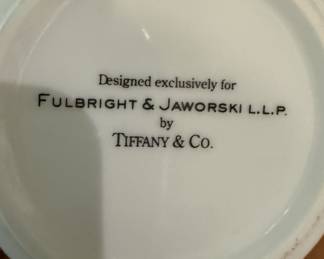 Designed exclusively for
FULBRIGHT & JAWORSKI L.L.P.
by
TIFFANY & CO.